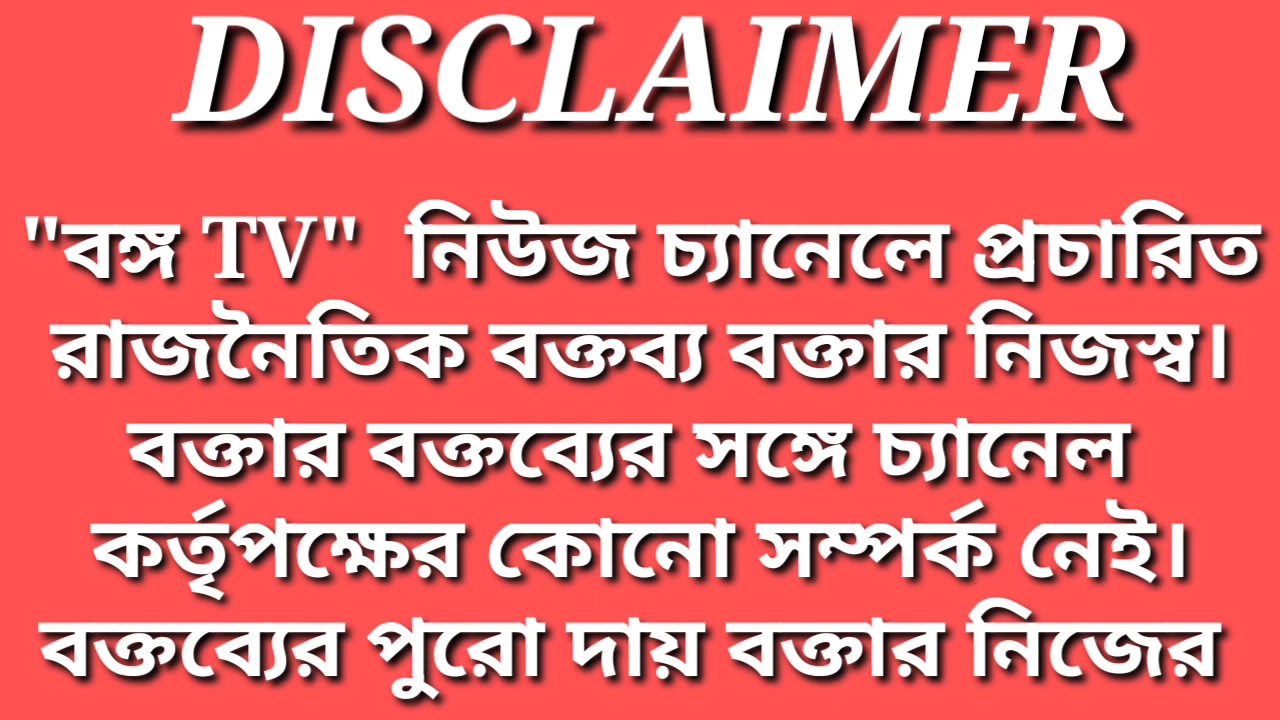 DISCLAIMER
"বঙ্গ TV" নিউজ চ্যানেলে প্রচারিত
রাজনৈতিক বক্তব্য বক্তার নিজস্ব।
বক্তার বক্তব্যের সঙ্গে চ্যানেল
কর্তৃপক্ষের কোনো সম্পর্ক নেই।
বক্তব্যের পুরো দায় বক্তার নিজের